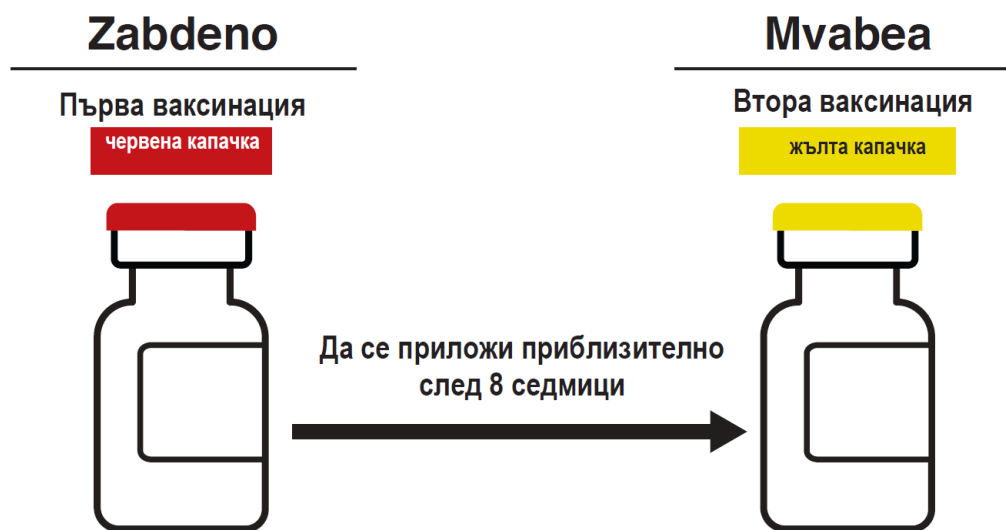 Zabdeno
Първа ваксинация
червена капачка
Mvabea
Втора ваксинация
жълта капачка
Да се приложи приблизително
след 8 седмици